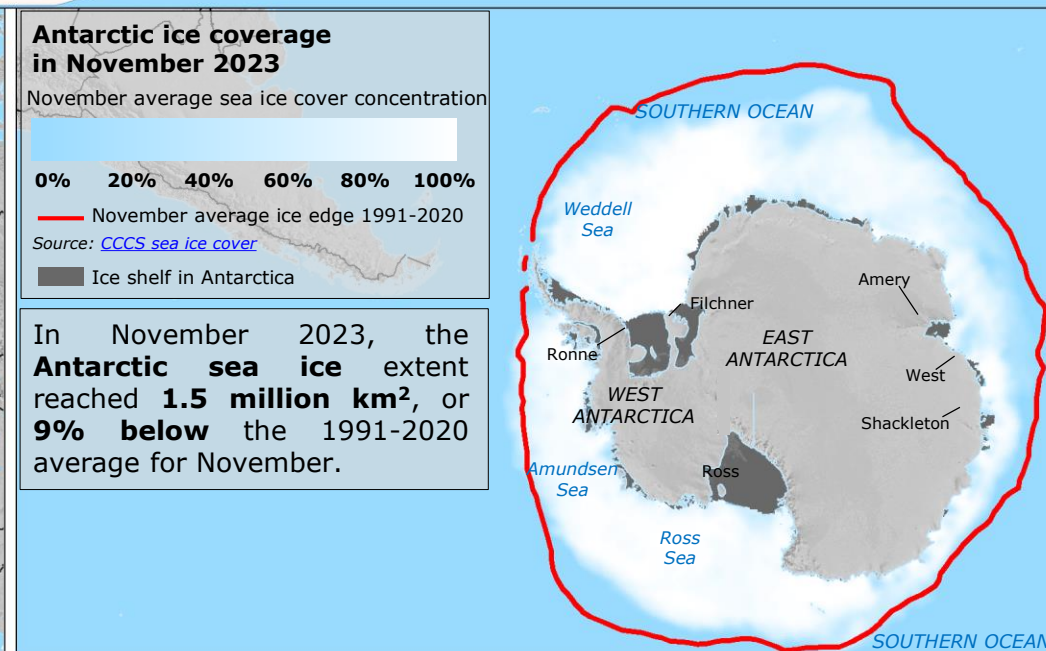 Antarctic ice coverage
in November 2023
November average sea ice cover concentration
0% 20% 40% 60% 80% 100%
November average ice edge 1991-2020
Source: CCCS sea ice cover
Ice shelf in Antarctica
In November 2023, the
Antarctic sea ice extent
reached 1.5 million km², or
9% below the 1991-2020
average for November.
SOUTHERN OCEAN
Weddell
Sea
Amery
Filchner
Ronne
EAST
ANTARCTICA
West
WEST
ANTARCTICA
Shackleton
Amundsen
Sea
Ross
Ross
Sea
SOUTHERN OCEAN